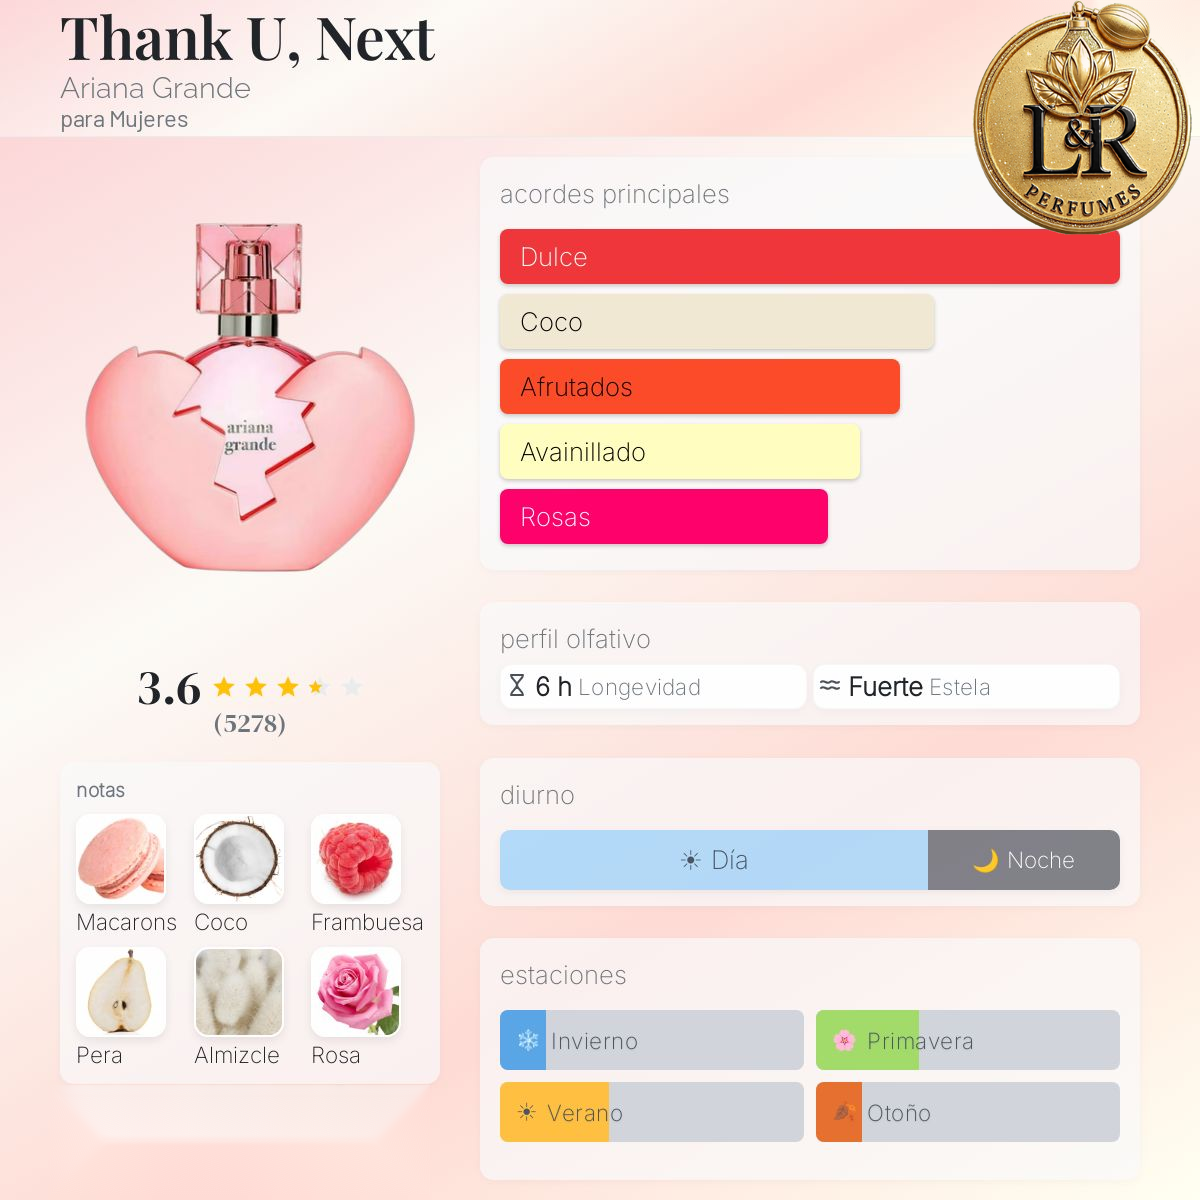 Thank U, Next
Ariana Grande
para Mujeres
L&R
PERFUMES
ariana
grande
3.6
(5278)
notas
Macarons Coco Frambuesa
Pera Almizcle Rosa
acordes principales
Dulce
Coco
Afrutados
Avainillado
Rosas
perfil olfativo
6 h Longevidad Fuerte Estela
diurno
Día Noche
estaciones
Invierno Primavera
Verano Otoño